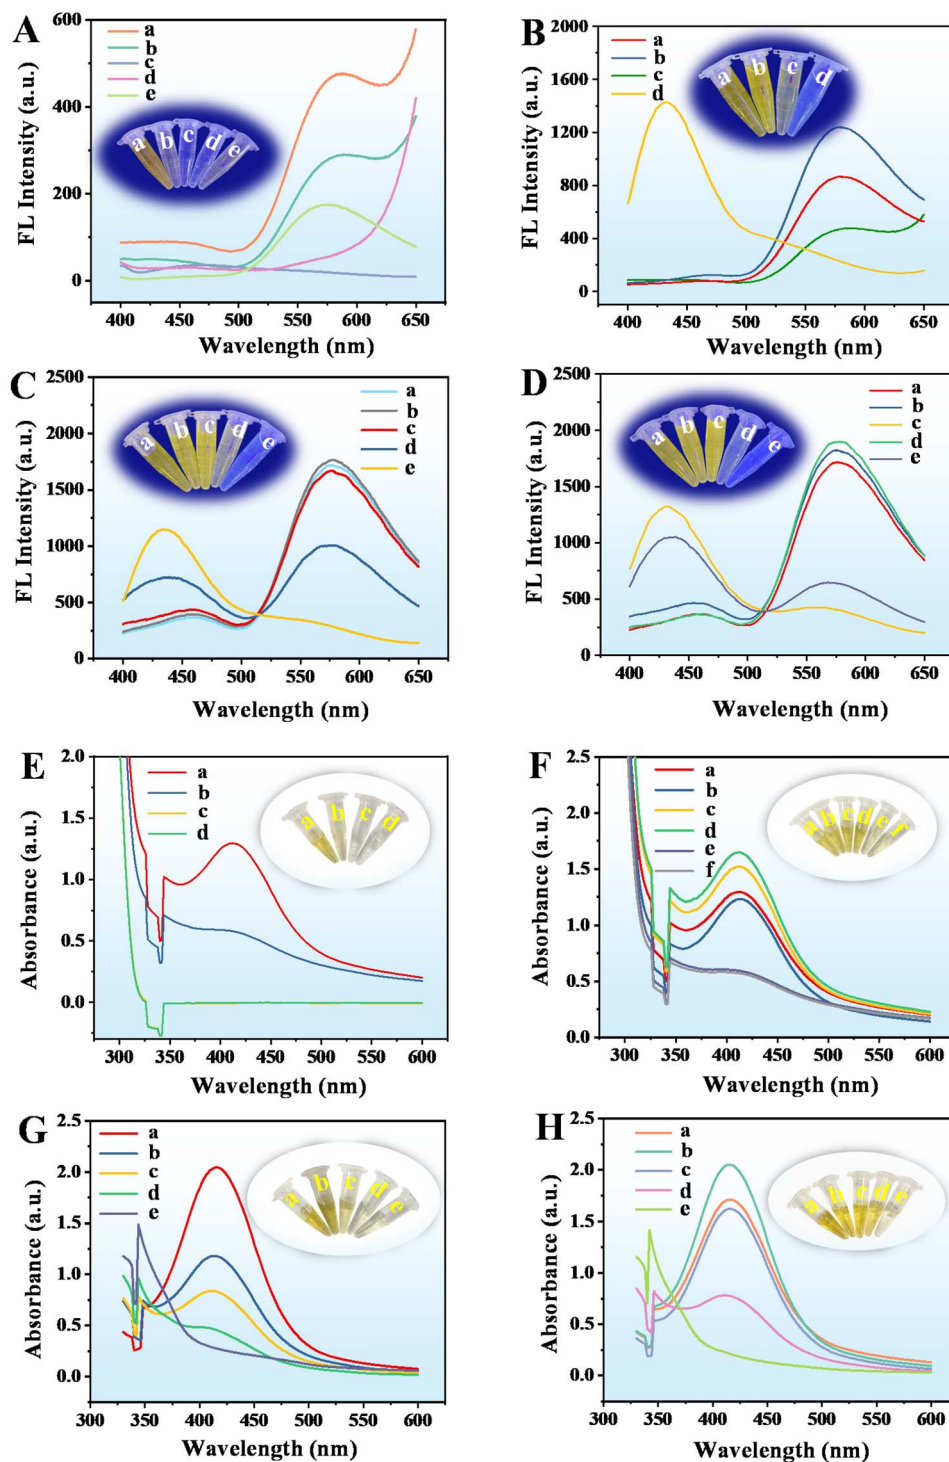 A
FL Intensity (a.u.)
600
400
200
0
a
b
c
d
e
a b c d e
400 450 500 550 600 650
Wavelength (nm)
B
FL Intensity (a.u.)
2000
1600
1200
800
400
0
a
b
c
d
a b c d
400 450 500 550 600 650
Wavelength (nm)
C
FL Intensity (a.u.)
2500
2000
1500
1000
500
0
a
b
c
d
e
a b c d e
400 450 500 550 600 650
Wavelength (nm)
D
FL Intensity (a.u.)
2500
2000
1500
1000
500
0
a
b
c
d
e
a b c d e
400 450 500 550 600 650
Wavelength (nm)
E
Absorbance (a.u.)
2.0
1.5
1.0
0.5
0.0
a
b
c
d
a b c d
300 350 400 450 500 550 600
Wavelength (nm)
F
Absorbance (a.u.)
2.5
2.0
1.5
1.0
0.5
0.0
a
b
c
d
e
f
a b c d e f
300 350 400 450 500 550 600
Wavelength (nm)
G
Absorbance (a.u.)
2.5
2.0
1.5
1.0
0.5
0.0
a
b
c
d
e
a b c d e
300 350 400 450 500 550 600
Wavelength (nm)
H
Absorbance (a.u.)
2.5
2.0
1.5
1.0
0.5
0.0
a
b
c
d
e
a b c d e
300 350 400 450 500 550 600
Wavelength (nm)